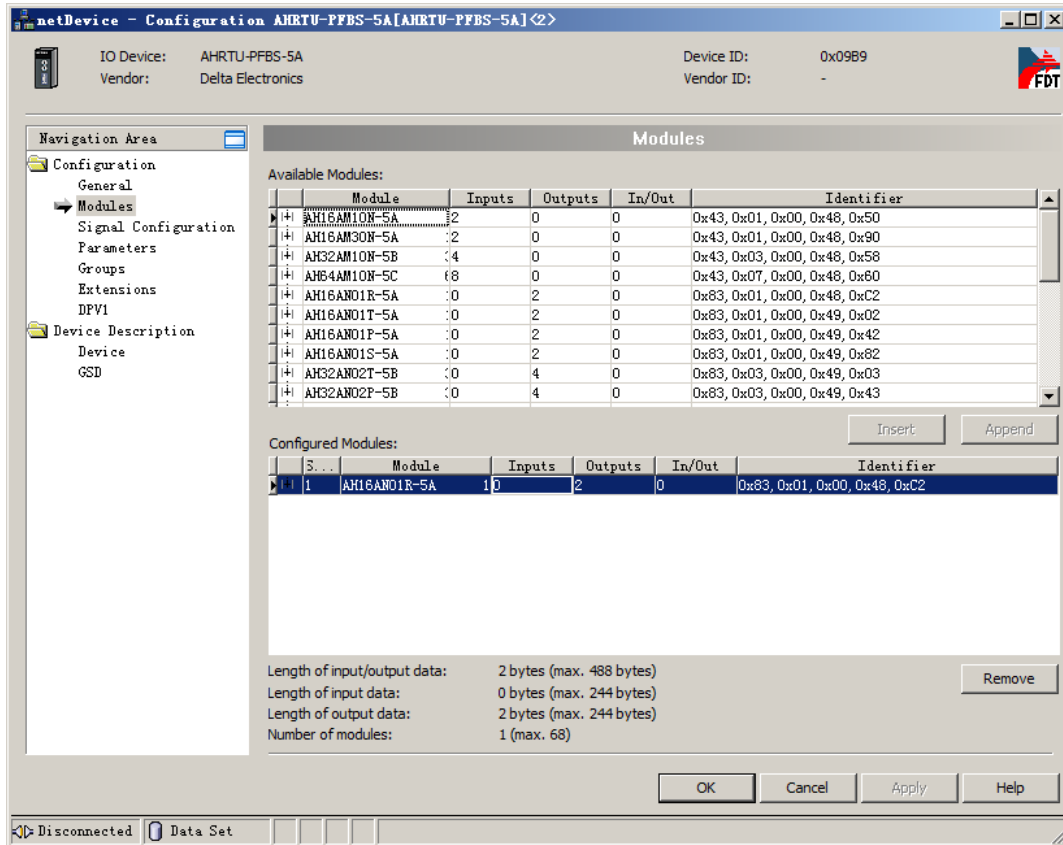 netDevice - Configuration AHRTU-PFBS-5A[AHRTU-PFBS-5A]<2>
IO Device: AHRTU-PFBS-5A Device ID: 0x09B9
Vendor: Delta Electronics Vendor ID: -
FDT
Navigation Area
Configuration
General
Modules
Signal Configuration
Parameters
Groups
Extensions
DPV1
Device Description
Device
GSD
Modules
Available Modules:
Module Inputs Outputs In/Out Identifier
AH16AM10N-5A 2 0 0 0x43, 0x01, 0x00, 0x48, 0x50
AH16AM30N-5A 2 0 0 0x43, 0x01, 0x00, 0x48, 0x90
AH32AM10N-5B 4 0 0 0x43, 0x03, 0x00, 0x48, 0x58
AH64AM10N-5C 8 0 0 0x43, 0x07, 0x00, 0x48, 0x60
AH16AN01R-5A 0 2 0 0x83, 0x01, 0x00, 0x48, 0xC2
AH16AN01T-5A 0 2 0 0x83, 0x01, 0x00, 0x49, 0x02
AH16AN01P-5A 0 2 0 0x83, 0x01, 0x00, 0x49, 0x42
AH16AN01S-5A 0 2 0 0x83, 0x01, 0x00, 0x49, 0x82
AH32AN02T-5B 0 4 0 0x83, 0x03, 0x00, 0x49, 0x03
AH32AN02P-5B 0 4 0 0x83, 0x03, 0x00, 0x49, 0x43
Insert Append
Configured Modules:
S... Module Inputs Outputs In/Out Identifier
1 AH16AN01R-5A 1 0 2 0 0x83, 0x01, 0x00, 0x48, 0xC2
Length of input/output data: 2 bytes (max. 488 bytes)
Remove
Length of input data: 0 bytes (max. 244 bytes)
Length of output data: 2 bytes (max. 244 bytes)
Number of modules: 1 (max. 68)
OK Cancel Apply Help
Disconnected Data Set